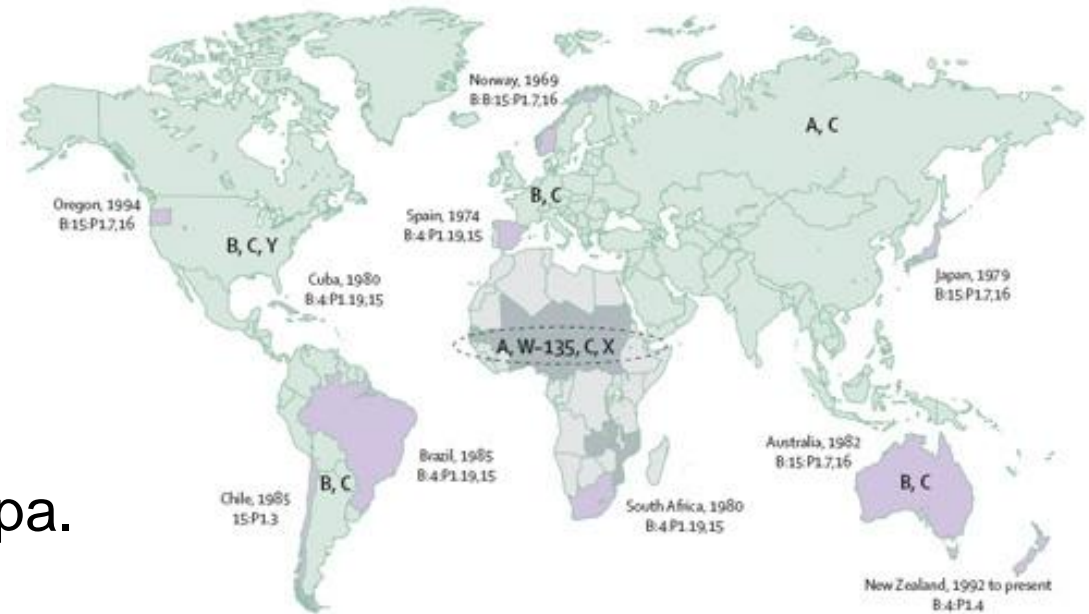 Norway, 1969
B:B:15:P1.7,16
A, C
Oregon, 1994
B:15:P1.7,16
B, C
Spain, 1974
B:4:P1.19,15
B, C, Y
Cuba, 1980
B:4:P1.19,15
Japan, 1979
B:15:P1.7,16
A, W-135, C, X
Brazil, 1985
B:4:P1.19,15
Australia, 1982
B:15:P1.7,16
B, C
B, C
Chile, 1985
15:P1.3
South Africa, 1980
B:4:P1.19,15
pa.
New Zealand, 1992 to present
B:4:P1.4